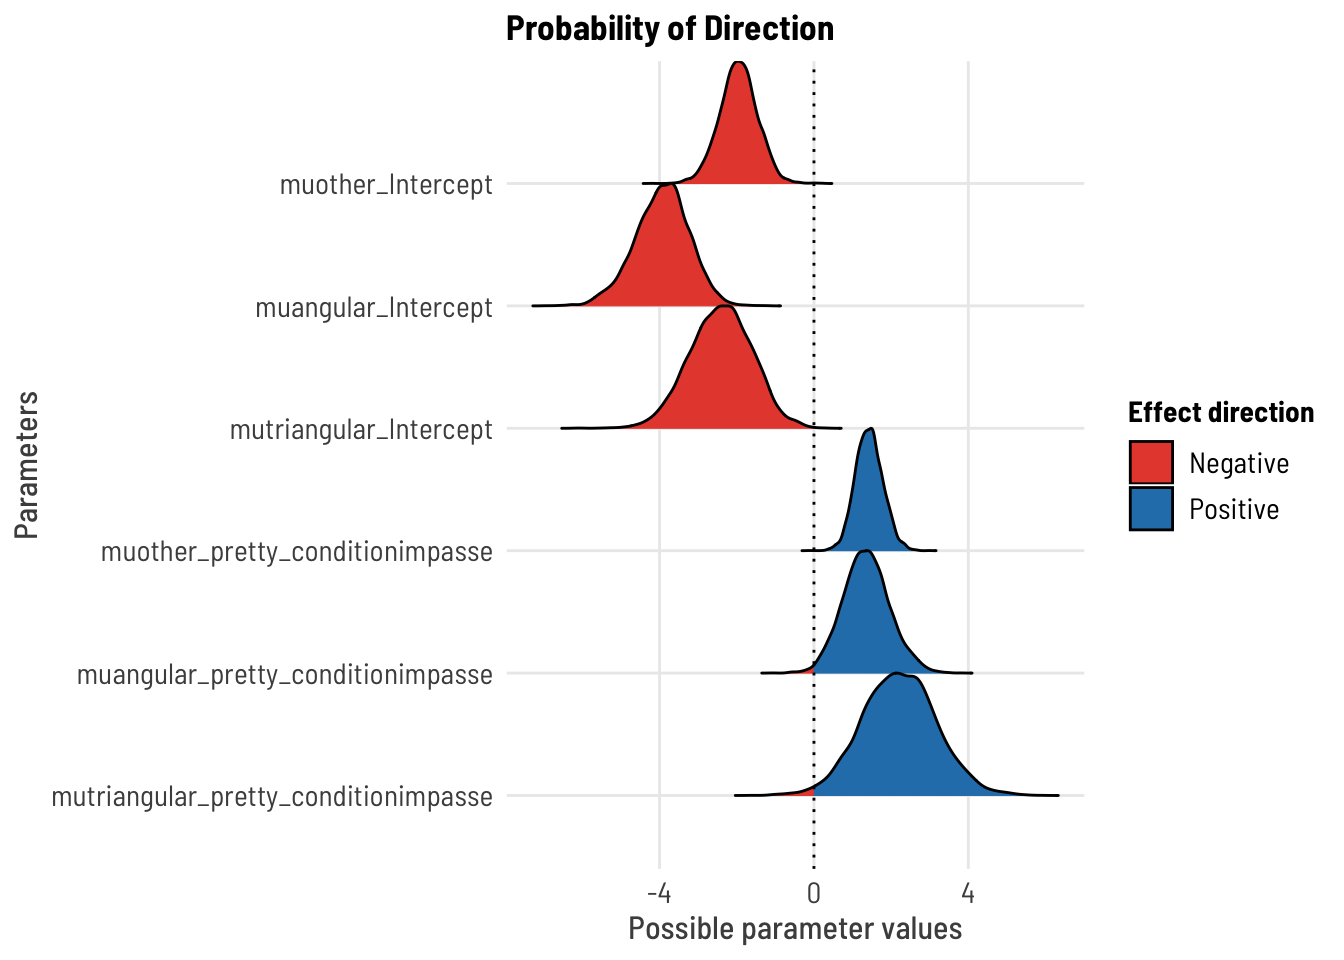 Probability of Direction
muother_Intercept
muangular_Intercept
mutriangular_Intercept
muother_pretty_conditionimpasse
muangular_pretty_conditionimpasse
mutriangular_pretty_conditionimpasse
Parameters
-4 0 4
Possible parameter values
Effect direction
Negative
Positive